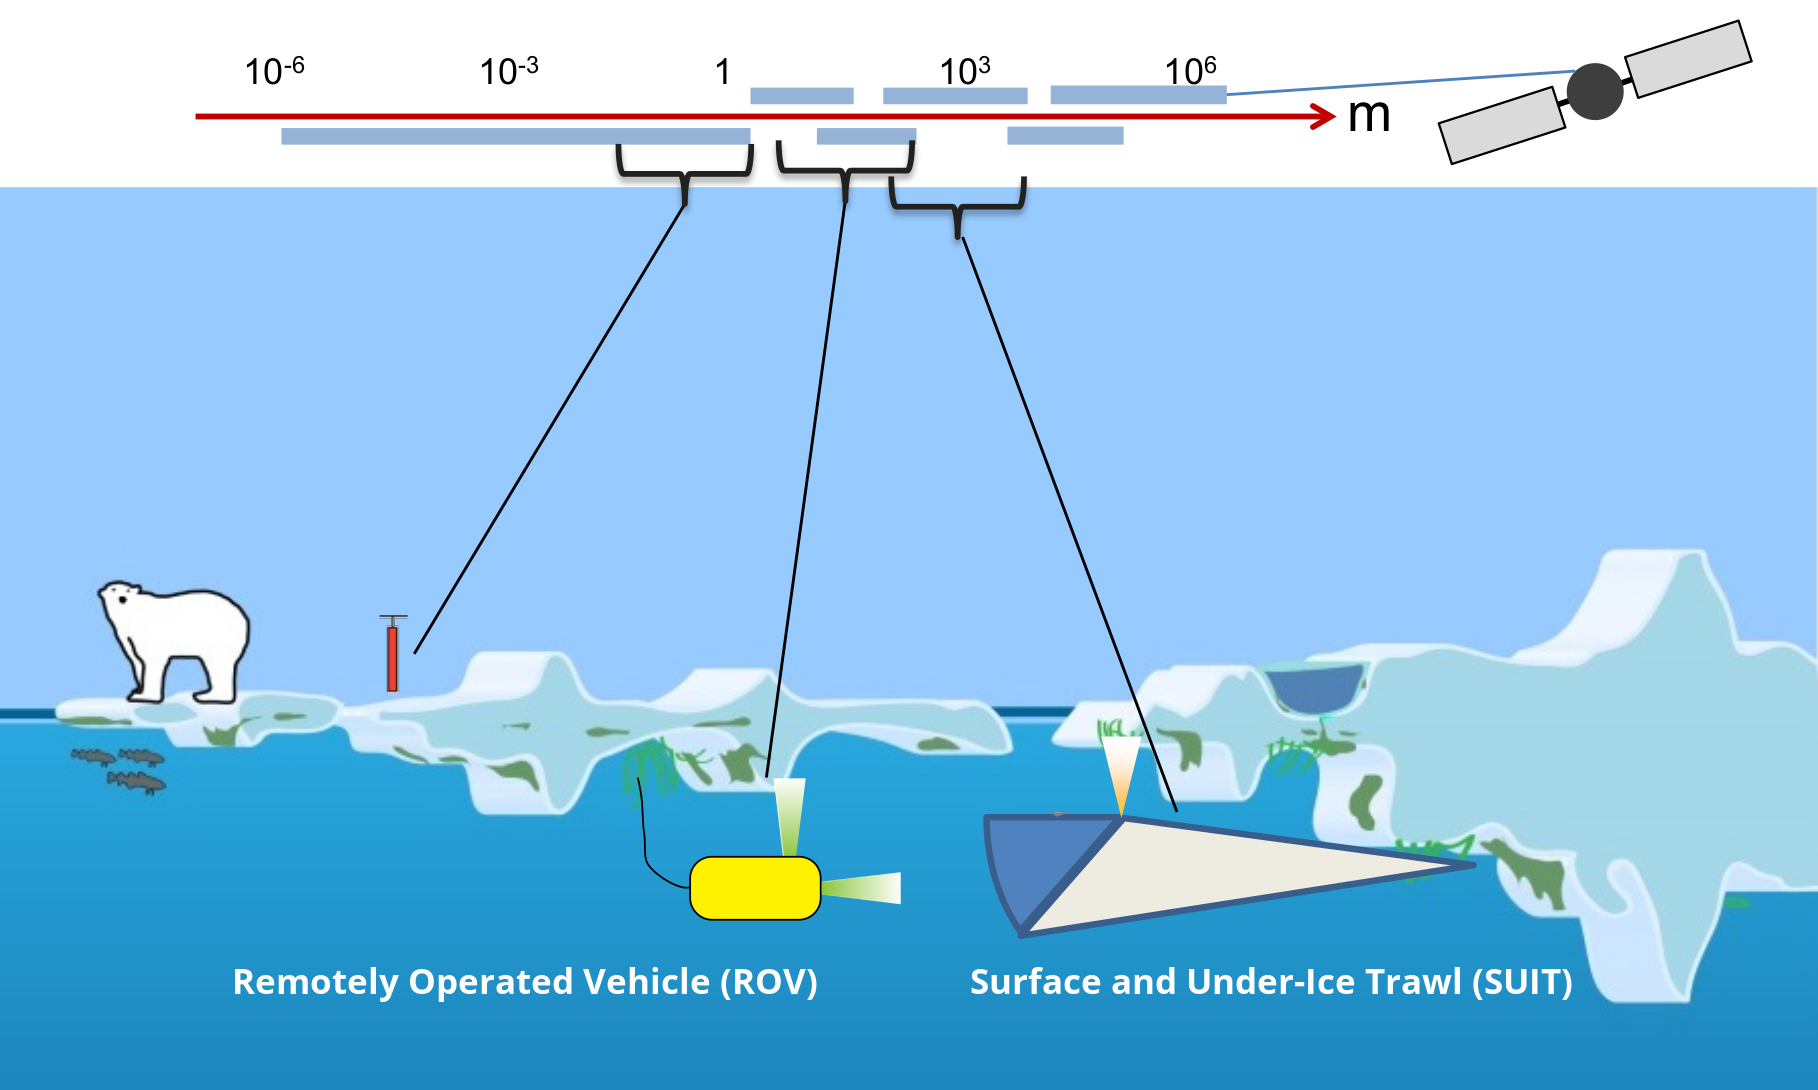 10⁻⁶ 10⁻³ 1 10³ 10⁶
m
Remotely Operated Vehicle (ROV) Surface and Under-Ice Trawl (SUIT)